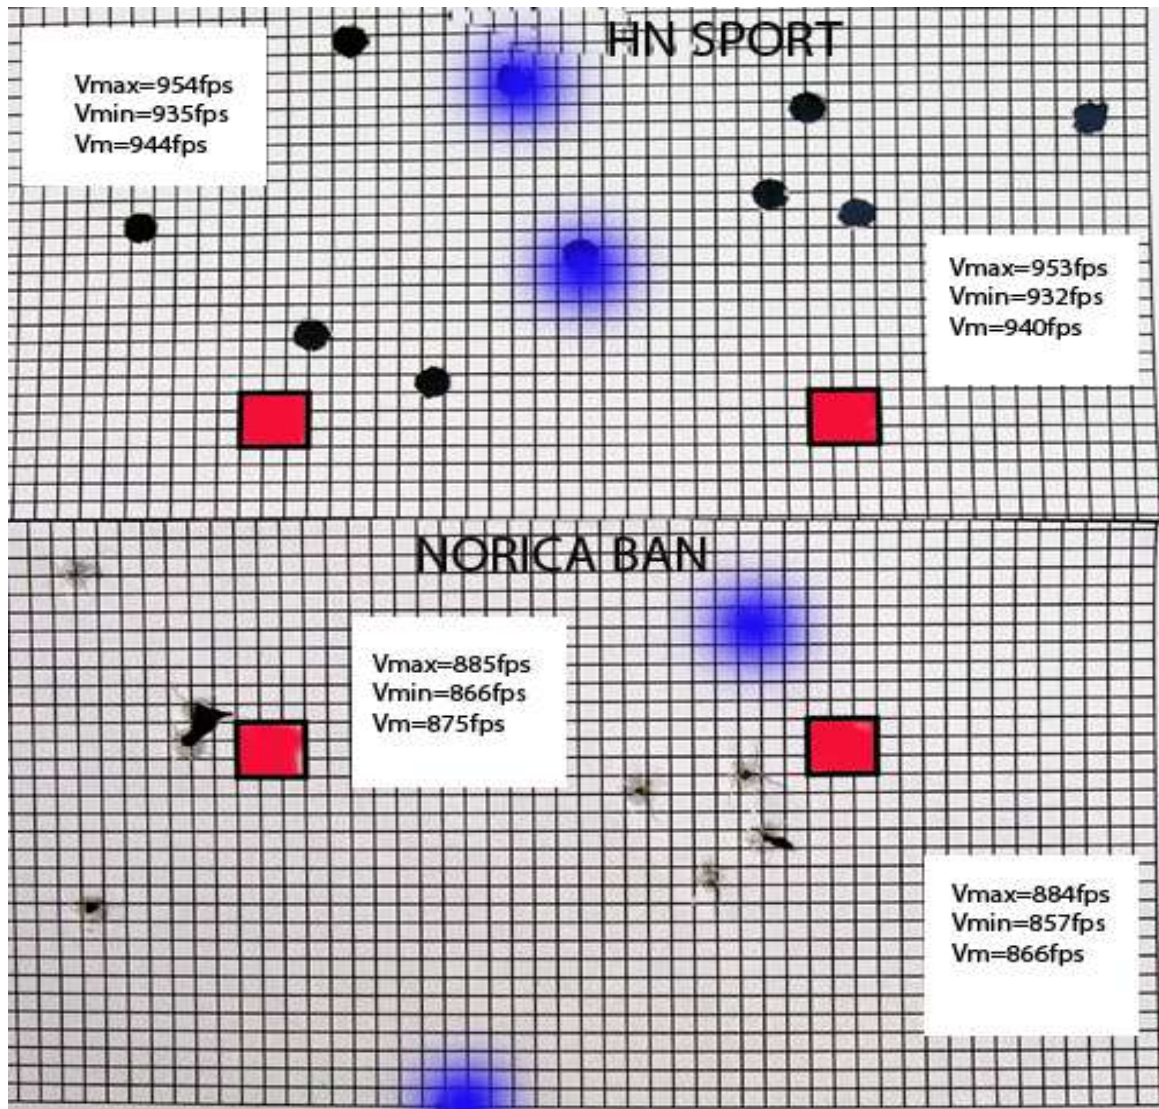 HN SPORT
Vmax=954fps
Vmin=935fps
Vm=944fps
Vmax=953fps
Vmin=932fps
Vm=940fps
NORICA BAN
Vmax=885fps
Vmin=866fps
Vm=875fps
Vmax=884fps
Vmin=857fps
Vm=866fps